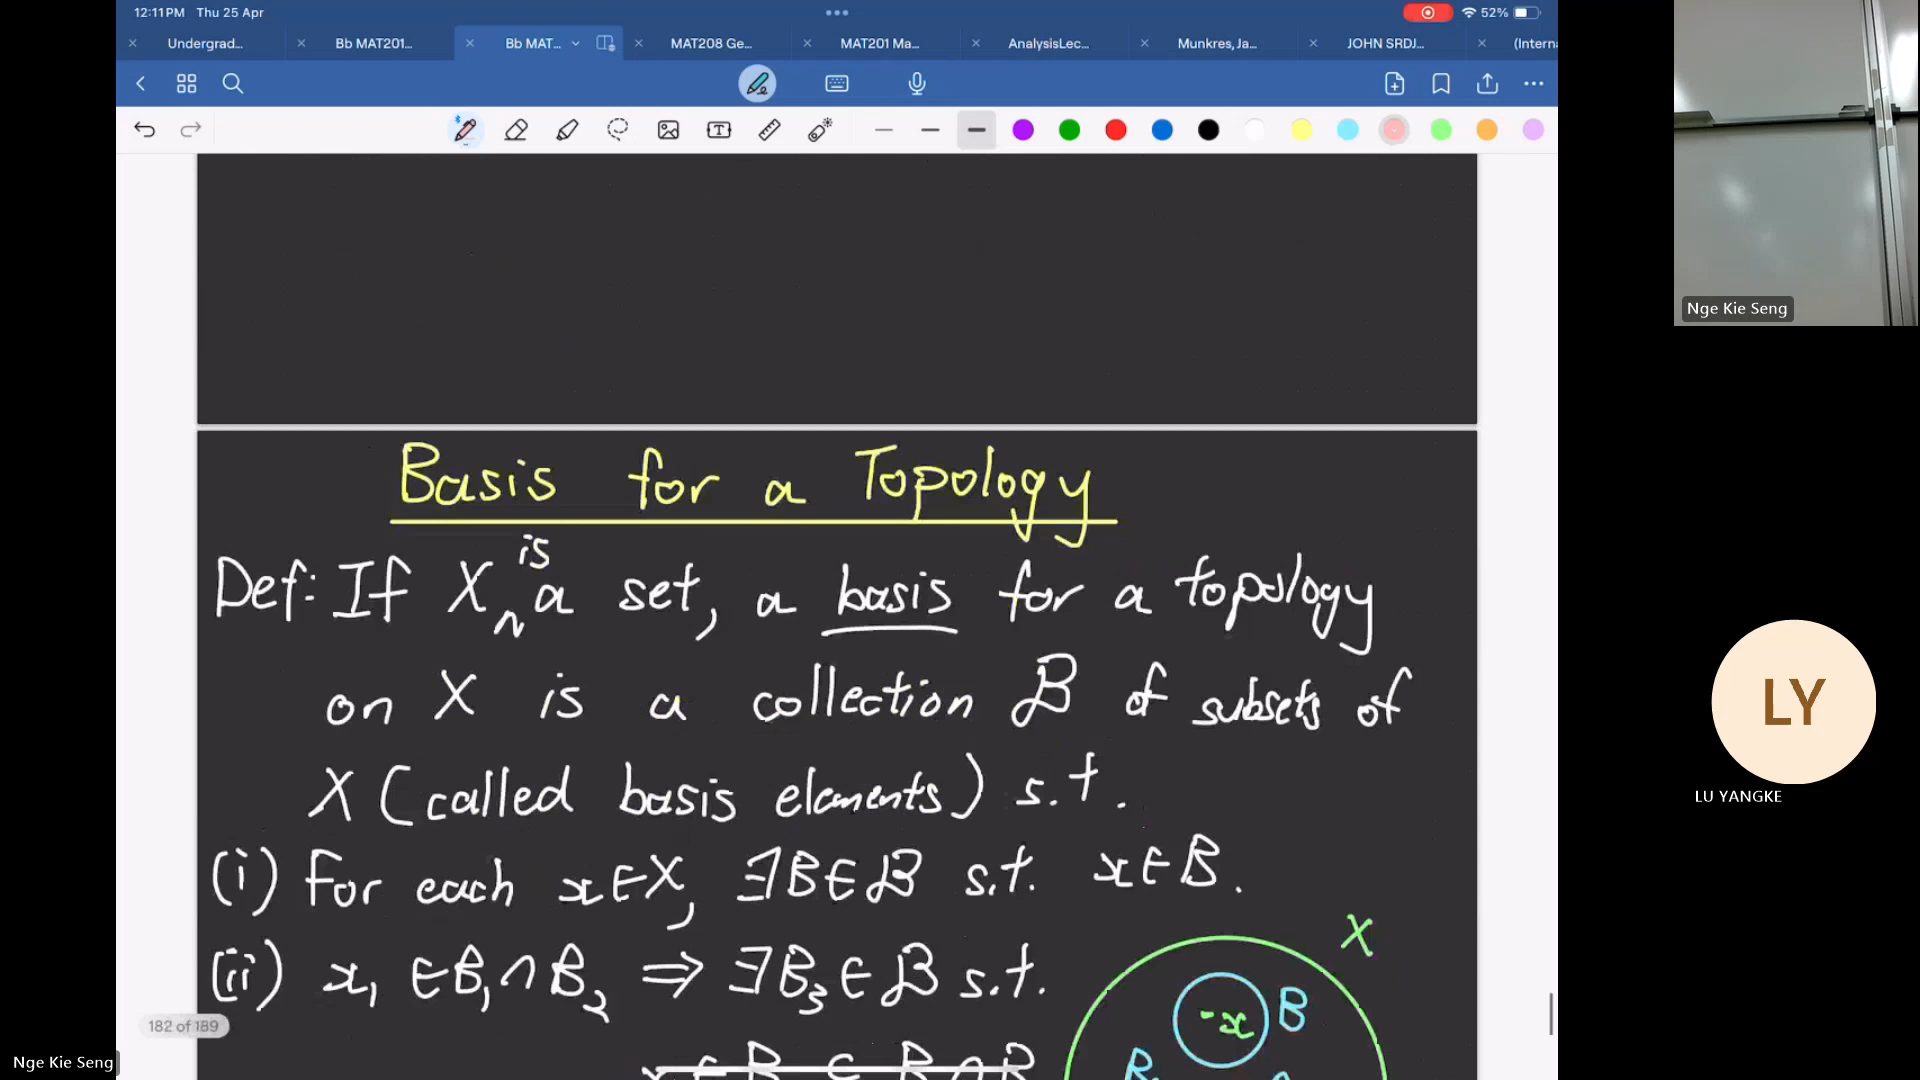 12:11PM Thu 25 Apr
52%
Undergrad...
Bb MAT201...
Bb MAT...
MAT208 Ge...
MAT201 Ma...
AnalysisLec...
Munkres, Ja...
JOHN SRDJ...
(Intern
Basis for a Topology
Def: If X is a set, a basis for a topology
on X is a collection ℬ of subsets of
X (called basis elements) s.t.
(i) For each x∈X, ∃B∈ℬ s.t. x∈B.
(ii) x₁ ∈B₁∩B₂ ⇒ ∃B₃∈ℬ s.t.
X
-x B
182 of 189
Nge Kie Seng
Nge Kie Seng
LY
LU YANGKE